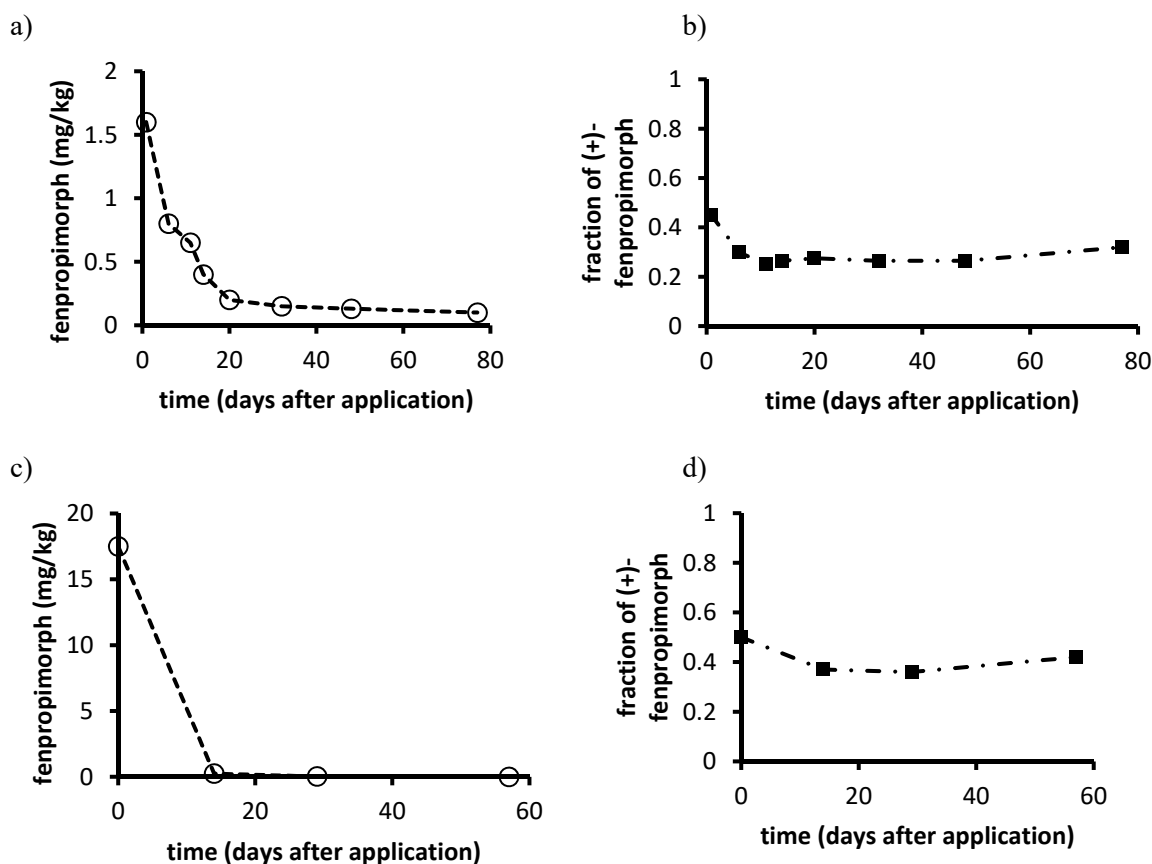 a)
fenpropimorph (mg/kg)
2
1.5
1
0.5
0
0 20 40 60 80
time (days after application)
b)
fraction of (+)-
fenpropimorph
1
0.8
0.6
0.4
0.2
0
0 20 40 60 80
time (days after application)
c)
fenpropimorph (mg/kg)
20
15
10
5
0
0 20 40 60
time (days after application)
d)
fraction of (+)-
fenpropimorph
1
0.8
0.6
0.4
0.2
0
0 20 40 60
time (days after application)